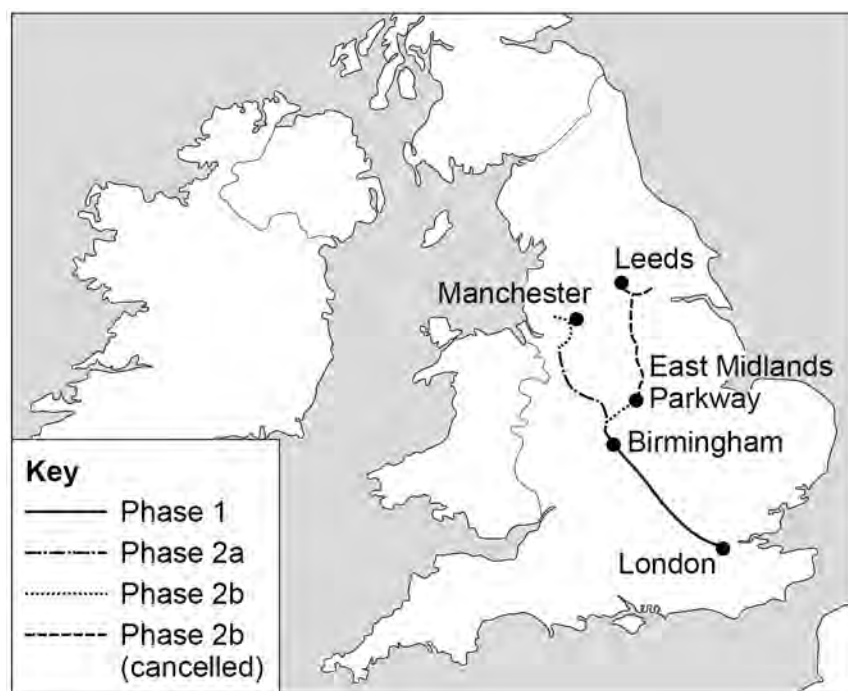 Leeds
Manchester
East Midlands
Parkway
Birmingham
London
Key
Phase 1
Phase 2a
Phase 2b
Phase 2b
(cancelled)